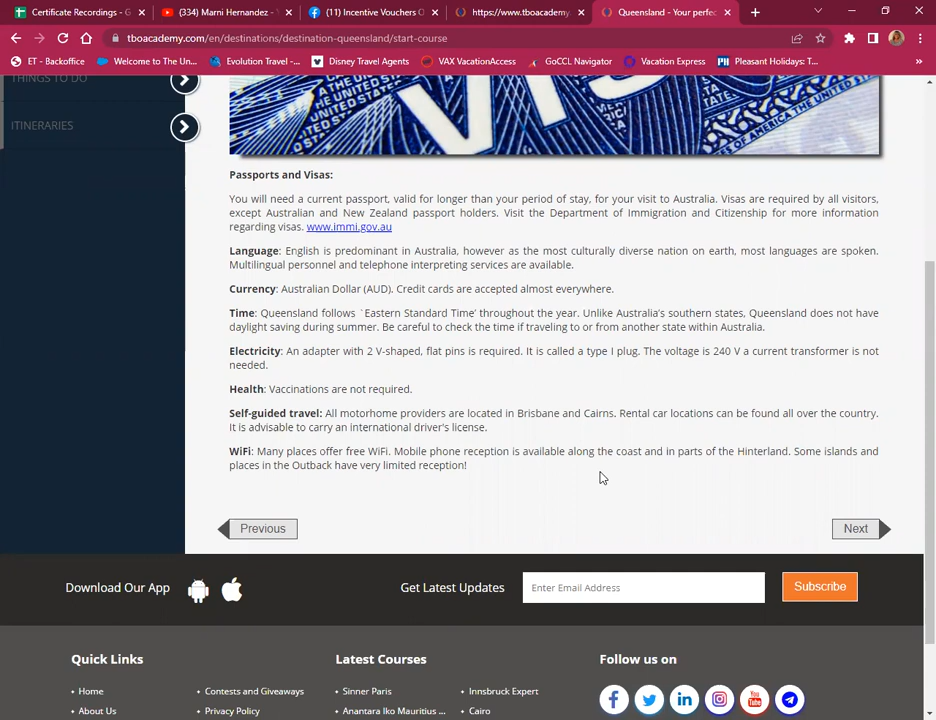 Certificate Recordings - G
(334) Marni Hernandez -
(11) Incentive Vouchers O
https://www.tboacademy
Queensland - Your perfec
tboacademy.com/en/destinations/destination-queensland/start-course
ET - Backoffice
Welcome to The Un...
Evolution Travel -...
Disney Travel Agents
VAX VacationAccess
GoCCL Navigator
Vacation Express
Pleasant Holidays: T...
»
THINGS TO DO
ITINERARIES
VISA
Passports and Visas:
You will need a current passport, valid for longer than your period of stay, for your visit to Australia. Visas are required by all visitors,
except Australian and New Zealand passport holders. Visit the Department of Immigration and Citizenship for more information
regarding visas. www.immi.gov.au
Language: English is predominant in Australia, however as the most culturally diverse nation on earth, most languages are spoken.
Multilingual personnel and telephone interpreting services are available.
Currency: Australian Dollar (AUD). Credit cards are accepted almost everywhere.
Time: Queensland follows `Eastern Standard Time' throughout the year. Unlike Australia's southern states, Queensland does not have
daylight saving during summer. Be careful to check the time if traveling to or from another state within Australia.
Electricity: An adapter with 2 V-shaped, flat pins is required. It is called a type I plug. The voltage is 240 V a current transformer is not
needed.
Health: Vaccinations are not required.
Self-guided travel: All motorhome providers are located in Brisbane and Cairns. Rental car locations can be found all over the country.
It is advisable to carry an international driver's license.
WiFi: Many places offer free WiFi. Mobile phone reception is available along the coast and in parts of the Hinterland. Some islands and
places in the Outback have very limited reception!
Previous
Next
Download Our App
Get Latest Updates
Enter Email Address
Subscribe
Quick Links
Latest Courses
Follow us on
Home
Contests and Giveaways
Sinner Paris
Innsbruck Expert
About Us
Privacy Policy
Anantara Iko Mauritius ...
Cairo